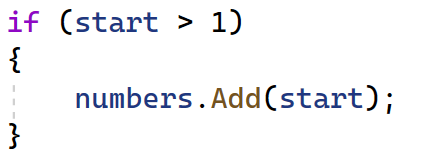 if (start > 1)
{
    numbers.Add(start);
}